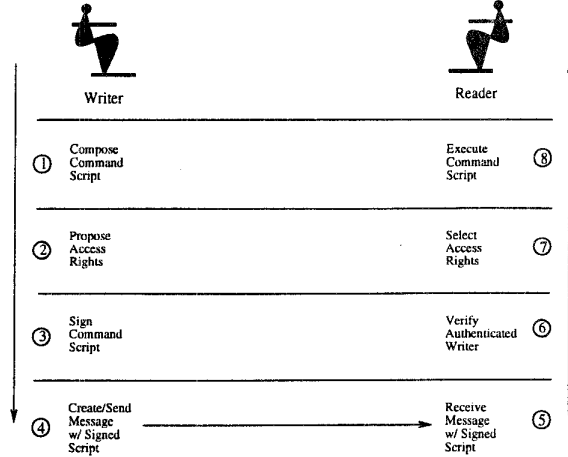 Writer
Reader
1
Compose
Command
Script
Execute
Command
Script
8
2
Propose
Access
Rights
Select
Access
Rights
7
3
Sign
Command
Script
Verify
Authenticated
Writer
6
4
Create/Send
Message
w/ Signed
Script
Receive
Message
w/ Signed
Script
5